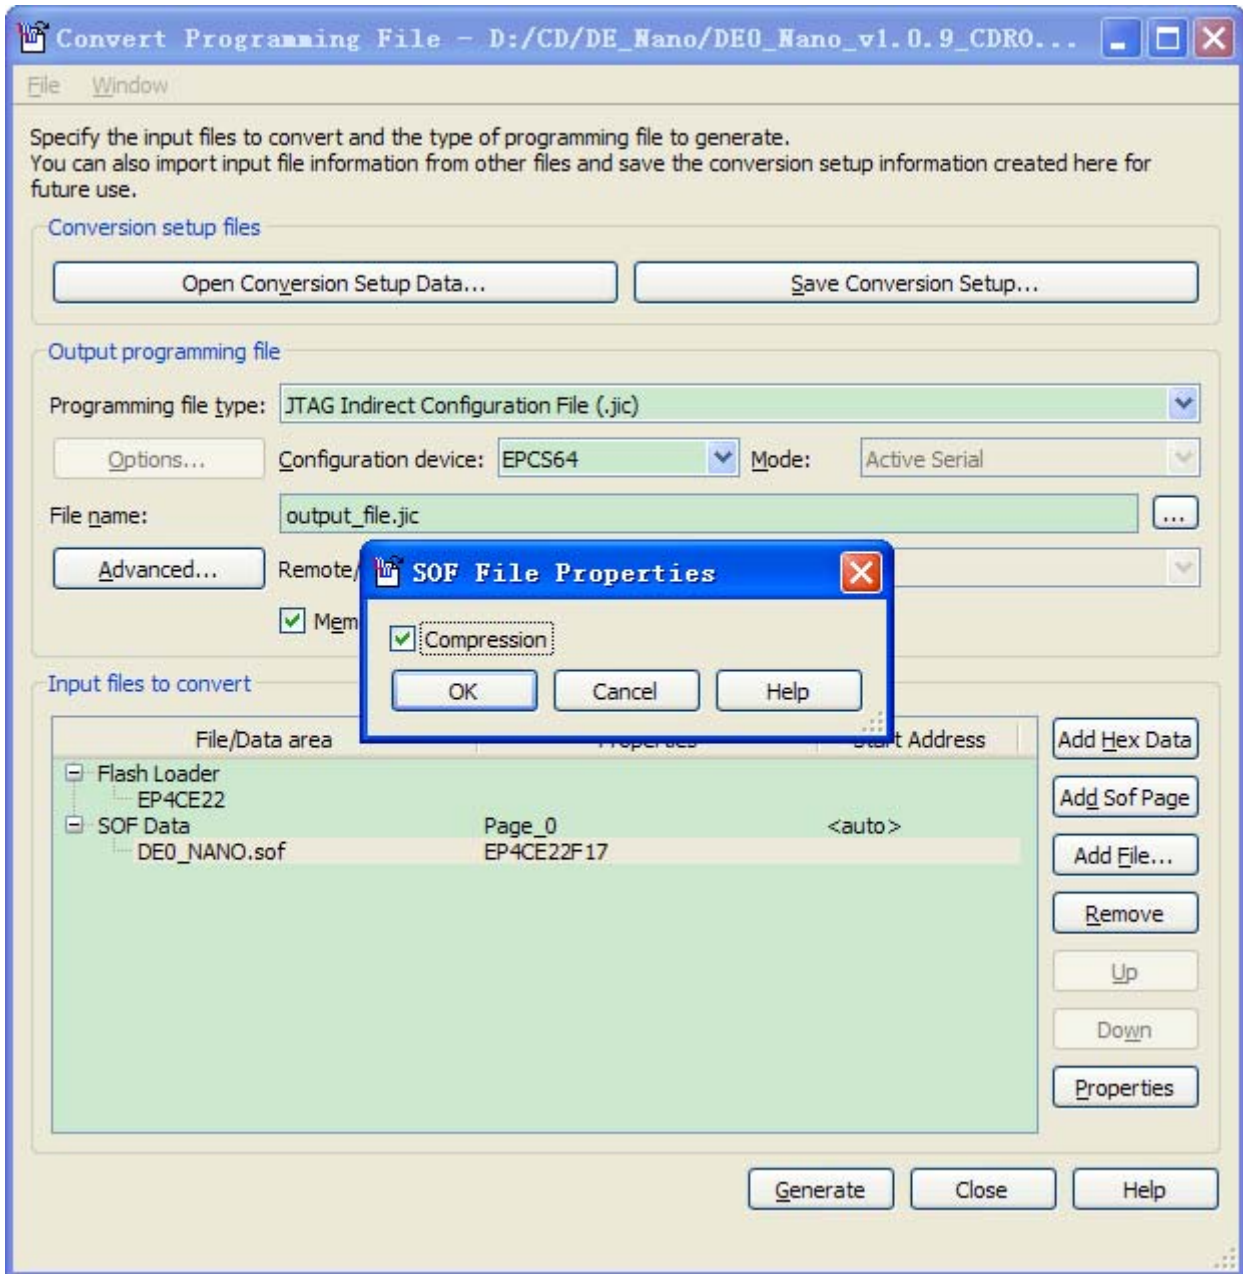 Convert Programming File - D:/CD/DE_Nano/DE0_Nano_v1.0.9_CDRO...
File Window
Specify the input files to convert and the type of programming file to generate.
You can also import input file information from other files and save the conversion setup information created here for
future use.
Conversion setup files
Open Conversion Setup Data...
Save Conversion Setup...
Output programming file
Programming file type: JTAG Indirect Configuration File (.jic)
Options... Configuration device: EPCS64 Mode: Active Serial
File name: output_file.jic ...
Advanced... Remote/
Mem
SOF File Properties
Compression
OK Cancel Help
Input files to convert
File/Data area Properties Start Address
Flash Loader
EP4CE22
SOF Data Page_0 <auto>
DE0_NANO.sof EP4CE22F17
Add Hex Data
Add Sof Page
Add File...
Remove
Up
Down
Properties
Generate Close Help